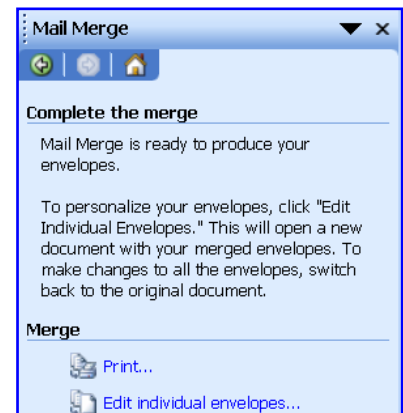 Mail Merge
Complete the merge
Mail Merge is ready to produce your
envelopes.
To personalize your envelopes, click "Edit
Individual Envelopes." This will open a new
document with your merged envelopes. To
make changes to all the envelopes, switch
back to the original document.
Merge
Print...
Edit individual envelopes...